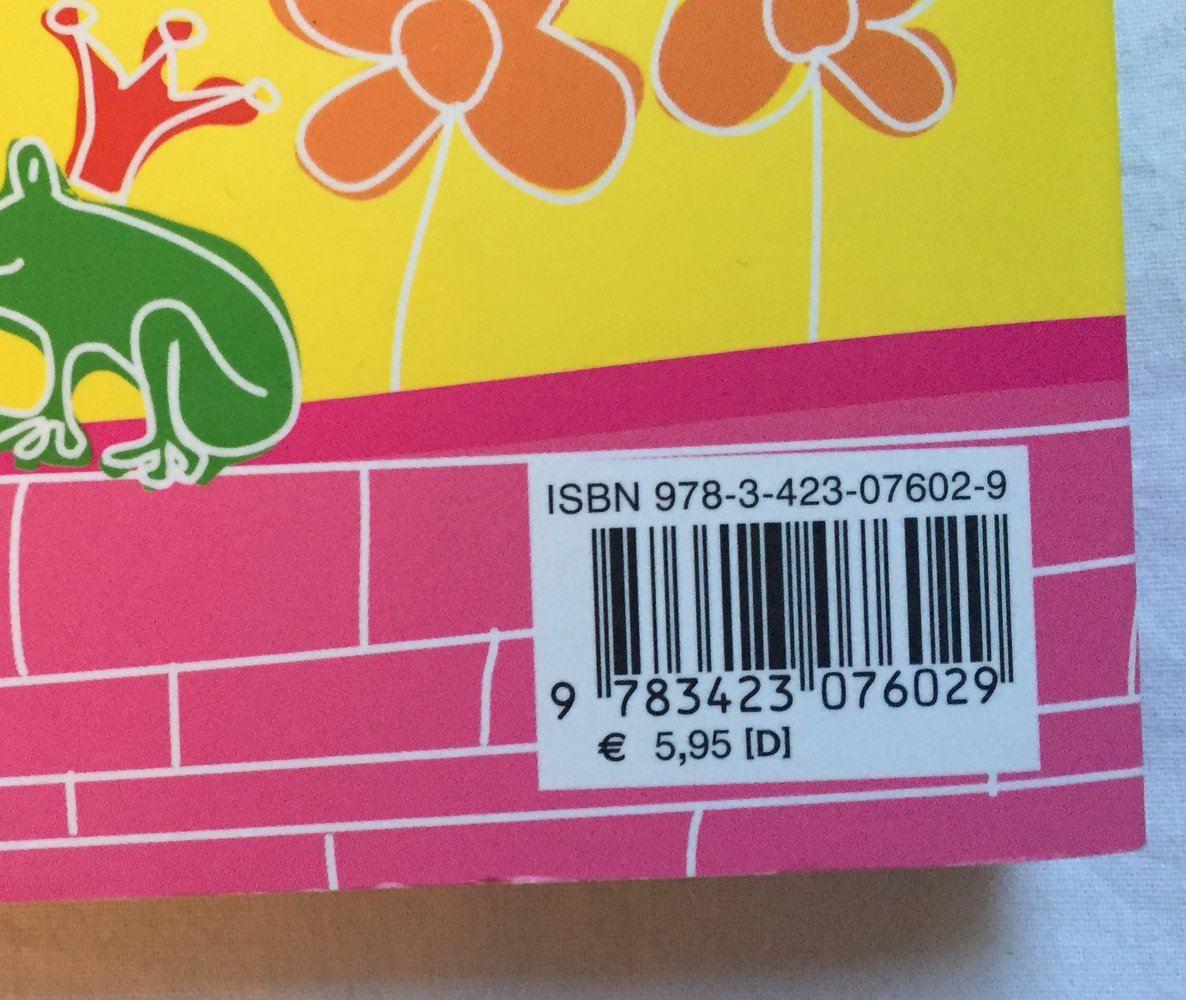 ISBN 978-3-423-07602-9
9 783423 076029
€ 5,95 [D]